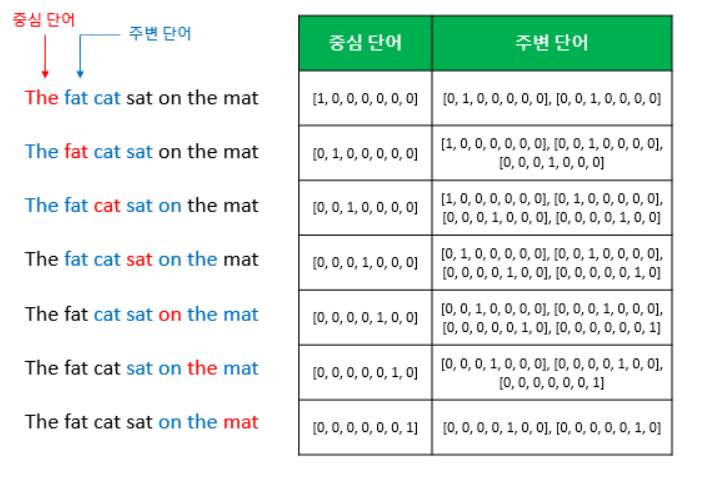 중심 단어
주변 단어
The fat cat sat on the mat
The fat cat sat on the mat
The fat cat sat on the mat
The fat cat sat on the mat
The fat cat sat on the mat
The fat cat sat on the mat
The fat cat sat on the mat
중심 단어 주변 단어
[1, 0, 0, 0, 0, 0, 0] [0, 1, 0, 0, 0, 0, 0], [0, 0, 1, 0, 0, 0, 0]
[0, 1, 0, 0, 0, 0, 0] [1, 0, 0, 0, 0, 0, 0], [0, 0, 1, 0, 0, 0, 0],
[0, 0, 0, 1, 0, 0, 0]
[0, 0, 1, 0, 0, 0, 0] [1, 0, 0, 0, 0, 0, 0], [0, 1, 0, 0, 0, 0, 0],
[0, 0, 0, 1, 0, 0, 0], [0, 0, 0, 0, 1, 0, 0]
[0, 0, 0, 1, 0, 0, 0] [0, 1, 0, 0, 0, 0, 0], [0, 0, 1, 0, 0, 0, 0],
[0, 0, 0, 0, 1, 0, 0], [0, 0, 0, 0, 0, 1, 0]
[0, 0, 0, 0, 1, 0, 0] [0, 0, 1, 0, 0, 0, 0], [0, 0, 0, 1, 0, 0, 0],
[0, 0, 0, 0, 0, 1, 0], [0, 0, 0, 0, 0, 0, 1]
[0, 0, 0, 0, 0, 1, 0] [0, 0, 0, 1, 0, 0, 0], [0, 0, 0, 0, 1, 0, 0],
[0, 0, 0, 0, 0, 0, 1]
[0, 0, 0, 0, 0, 0, 1] [0, 0, 0, 0, 1, 0, 0], [0, 0, 0, 0, 0, 1, 0]